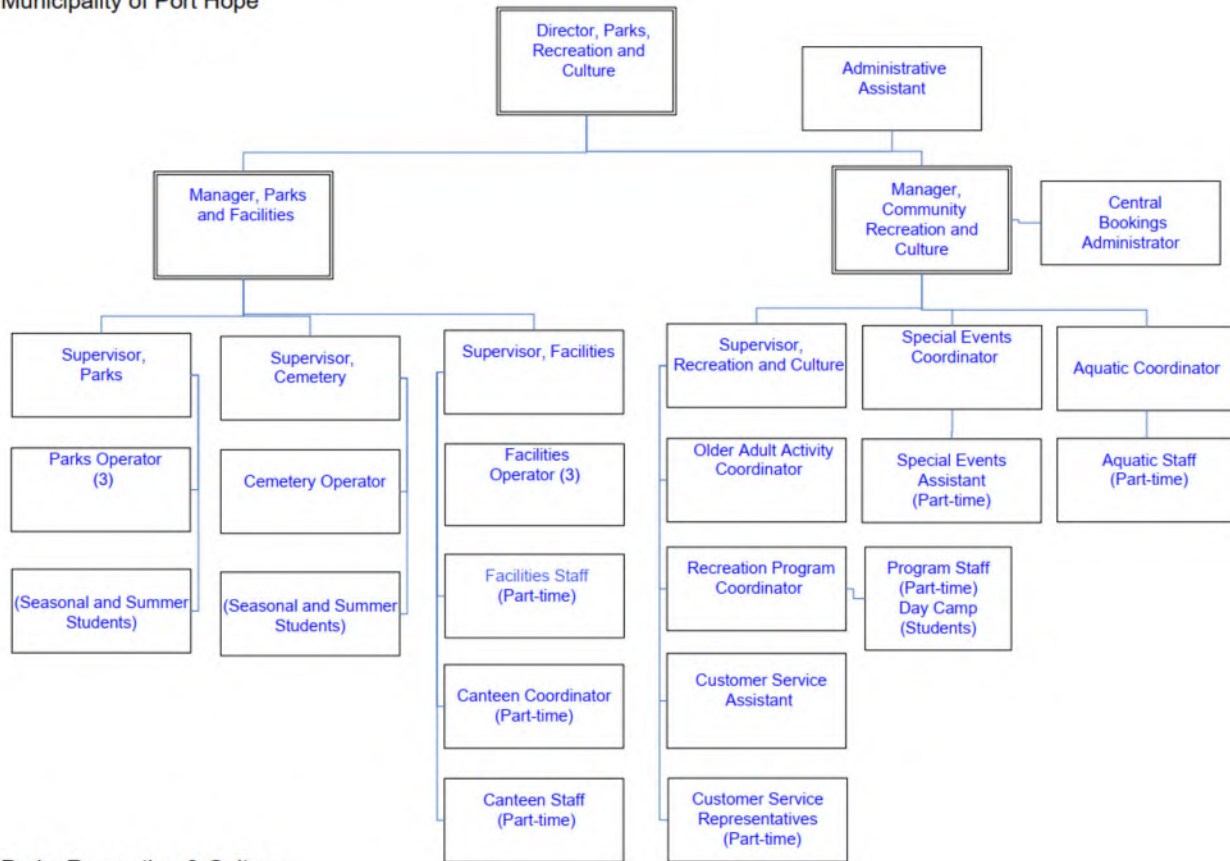 Municipality of Port Hope
Director, Parks,
Recreation and
Culture
Administrative
Assistant
Manager, Parks
and Facilities
Manager,
Community
Recreation and
Culture
Central
Bookings
Administrator
Supervisor,
Parks
Supervisor,
Cemetery
Supervisor, Facilities
Supervisor,
Recreation and Culture
Special Events
Coordinator
Aquatic Coordinator
Parks Operator
(3)
Cemetery Operator
Facilities
Operator (3)
Older Adult Activity
Coordinator
Special Events
Assistant
(Part-time)
Aquatic Staff
(Part-time)
(Seasonal and Summer
Students)
(Seasonal and Summer
Students)
Facilities Staff
(Part-time)
Recreation Program
Coordinator
Program Staff
(Part-time)
Day Camp
(Students)
Canteen Coordinator
(Part-time)
Customer Service
Assistant
Canteen Staff
(Part-time)
Customer Service
Representatives
(Part-time)